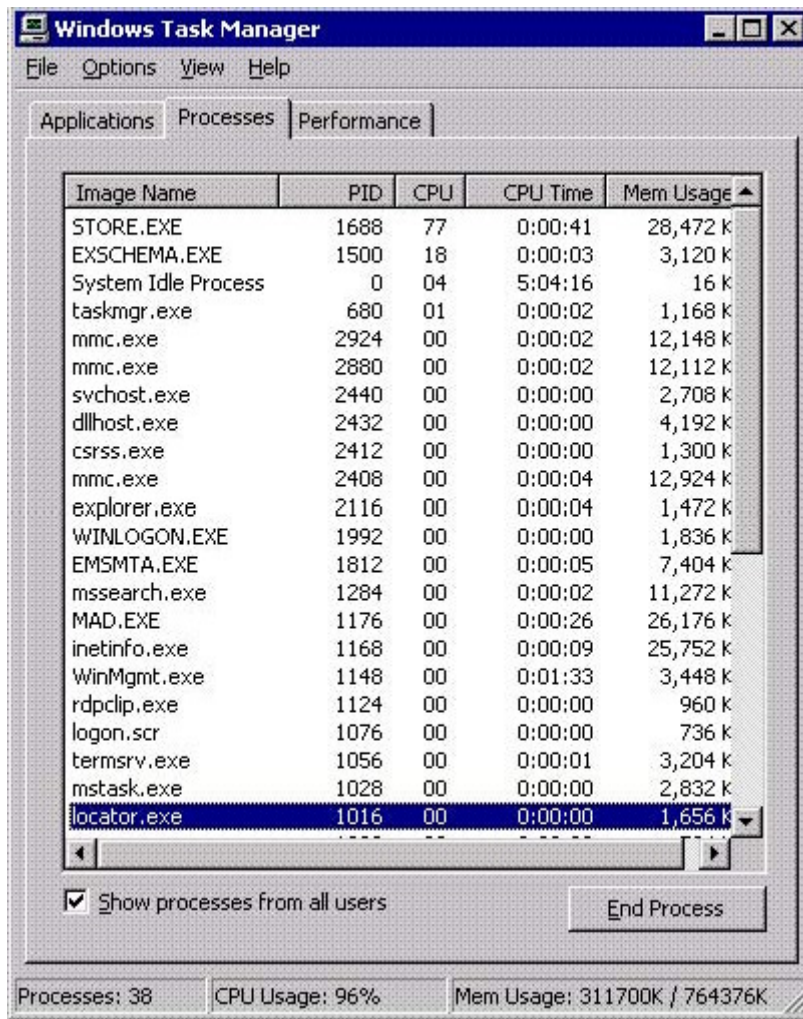 Windows Task Manager
File Options View Help
Applications Processes Performance
Image Name PID CPU CPU Time Mem Usage
STORE.EXE 1688 77 0:00:41 28,472 K
EXSCHEMA.EXE 1500 18 0:00:03 3,120 K
System Idle Process 0 04 5:04:16 16 K
taskmgr.exe 680 01 0:00:02 1,168 K
mmc.exe 2924 00 0:00:02 12,148 K
mmc.exe 2880 00 0:00:02 12,112 K
svchost.exe 2440 00 0:00:00 2,708 K
dllhost.exe 2432 00 0:00:00 4,192 K
csrss.exe 2412 00 0:00:00 1,300 K
mmc.exe 2408 00 0:00:04 12,924 K
explorer.exe 2116 00 0:00:04 1,472 K
WINLOGON.EXE 1992 00 0:00:00 1,836 K
EMSMTA.EXE 1812 00 0:00:05 7,404 K
mssearch.exe 1284 00 0:00:02 11,272 K
MAD.EXE 1176 00 0:00:26 26,176 K
inetinfo.exe 1168 00 0:00:09 25,752 K
WinMgmt.exe 1148 00 0:01:33 3,448 K
rdpclip.exe 1124 00 0:00:00 960 K
logon.scr 1076 00 0:00:00 736 K
termsrv.exe 1056 00 0:00:01 3,204 K
mstask.exe 1028 00 0:00:00 2,832 K
locator.exe 1016 00 0:00:00 1,656 K
Show processes from all users
End Process
Processes: 38 CPU Usage: 96% Mem Usage: 311700K / 764376K